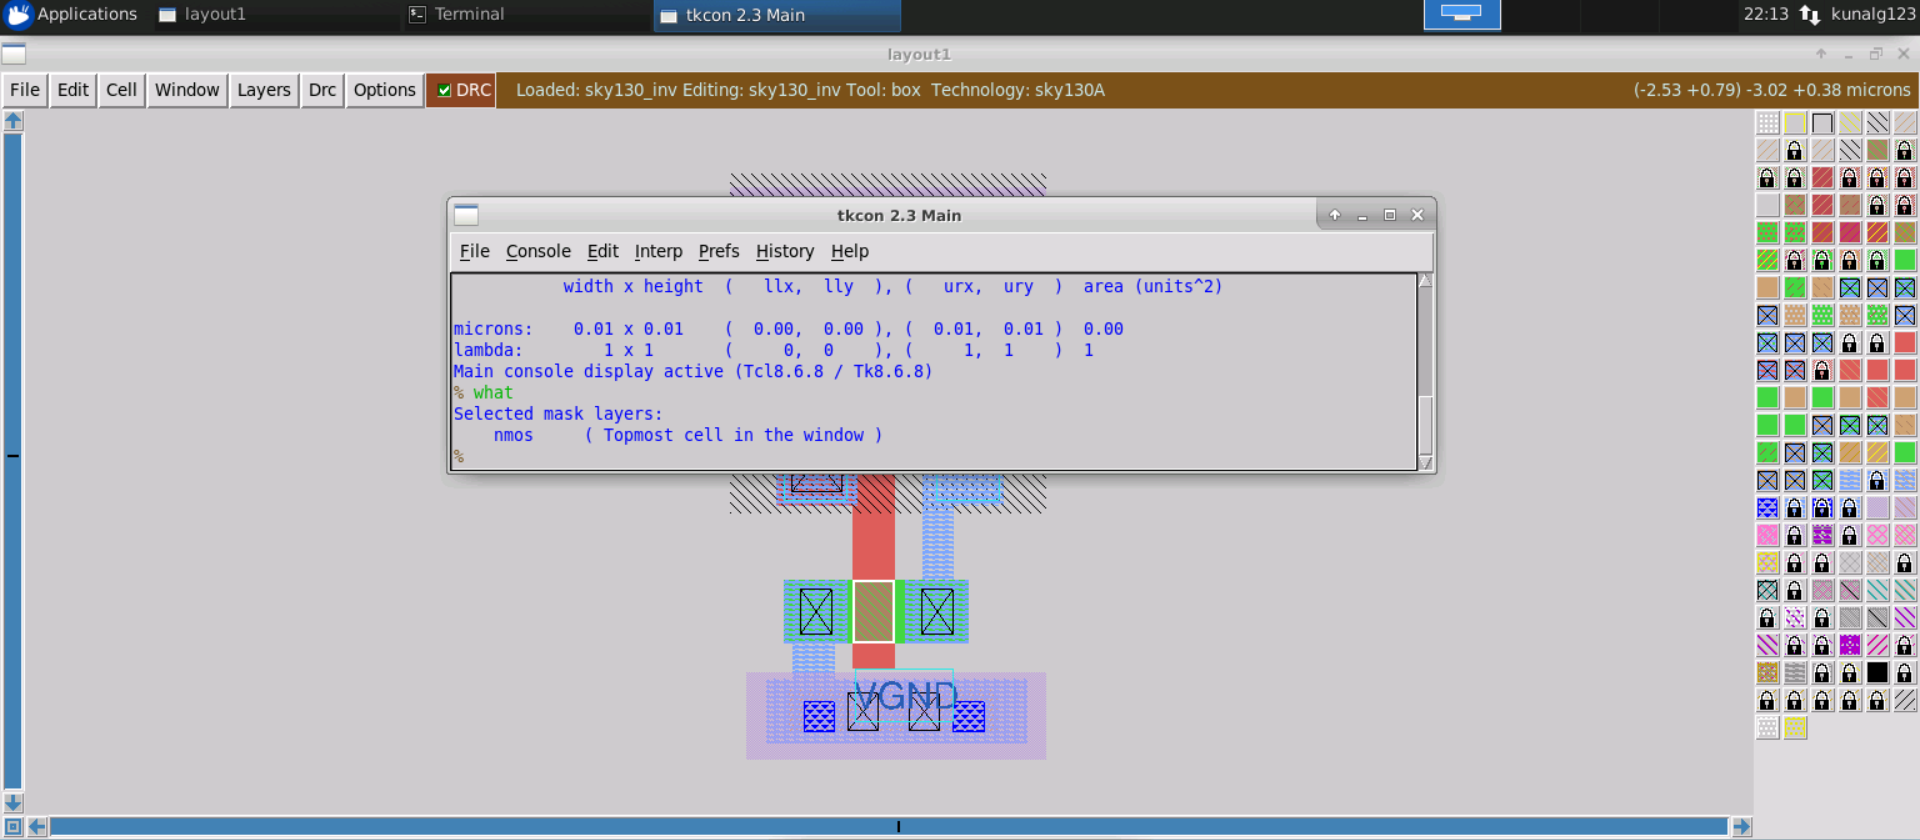 Applications layout1 Terminal tkcon 2.3 Main 22:13 kunalg123
layout1
File Edit Cell Window Layers Drc Options DRC Loaded: sky130_inv Editing: sky130_inv Tool: box Technology: sky130A (-2.53 +0.79) -3.02 +0.38 microns
tkcon 2.3 Main
File Console Edit Interp Prefs History Help
width x height ( llx, lly ), ( urx, ury ) area (units^2)
microns: 0.01 x 0.01 ( 0.00, 0.00 ), ( 0.01, 0.01 ) 0.00
lambda: 1 x 1 ( 0, 0 ), ( 1, 1 ) 1
Main console display active (Tcl8.6.8 / Tk8.6.8)
% what
Selected mask layers:
nmos ( Topmost cell in the window )
%
VGND